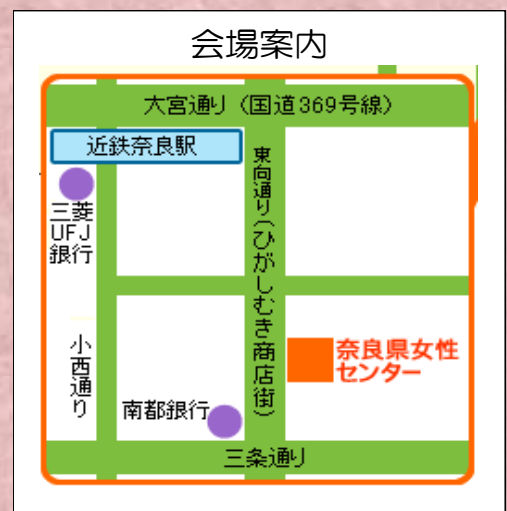 会場案内
大宮通り（国道369号線）
近鉄奈良駅
東向通り（ひがしむき商店街）
三菱
UFJ
銀行
小西通り
奈良県女性
センター
南都銀行
三条通り